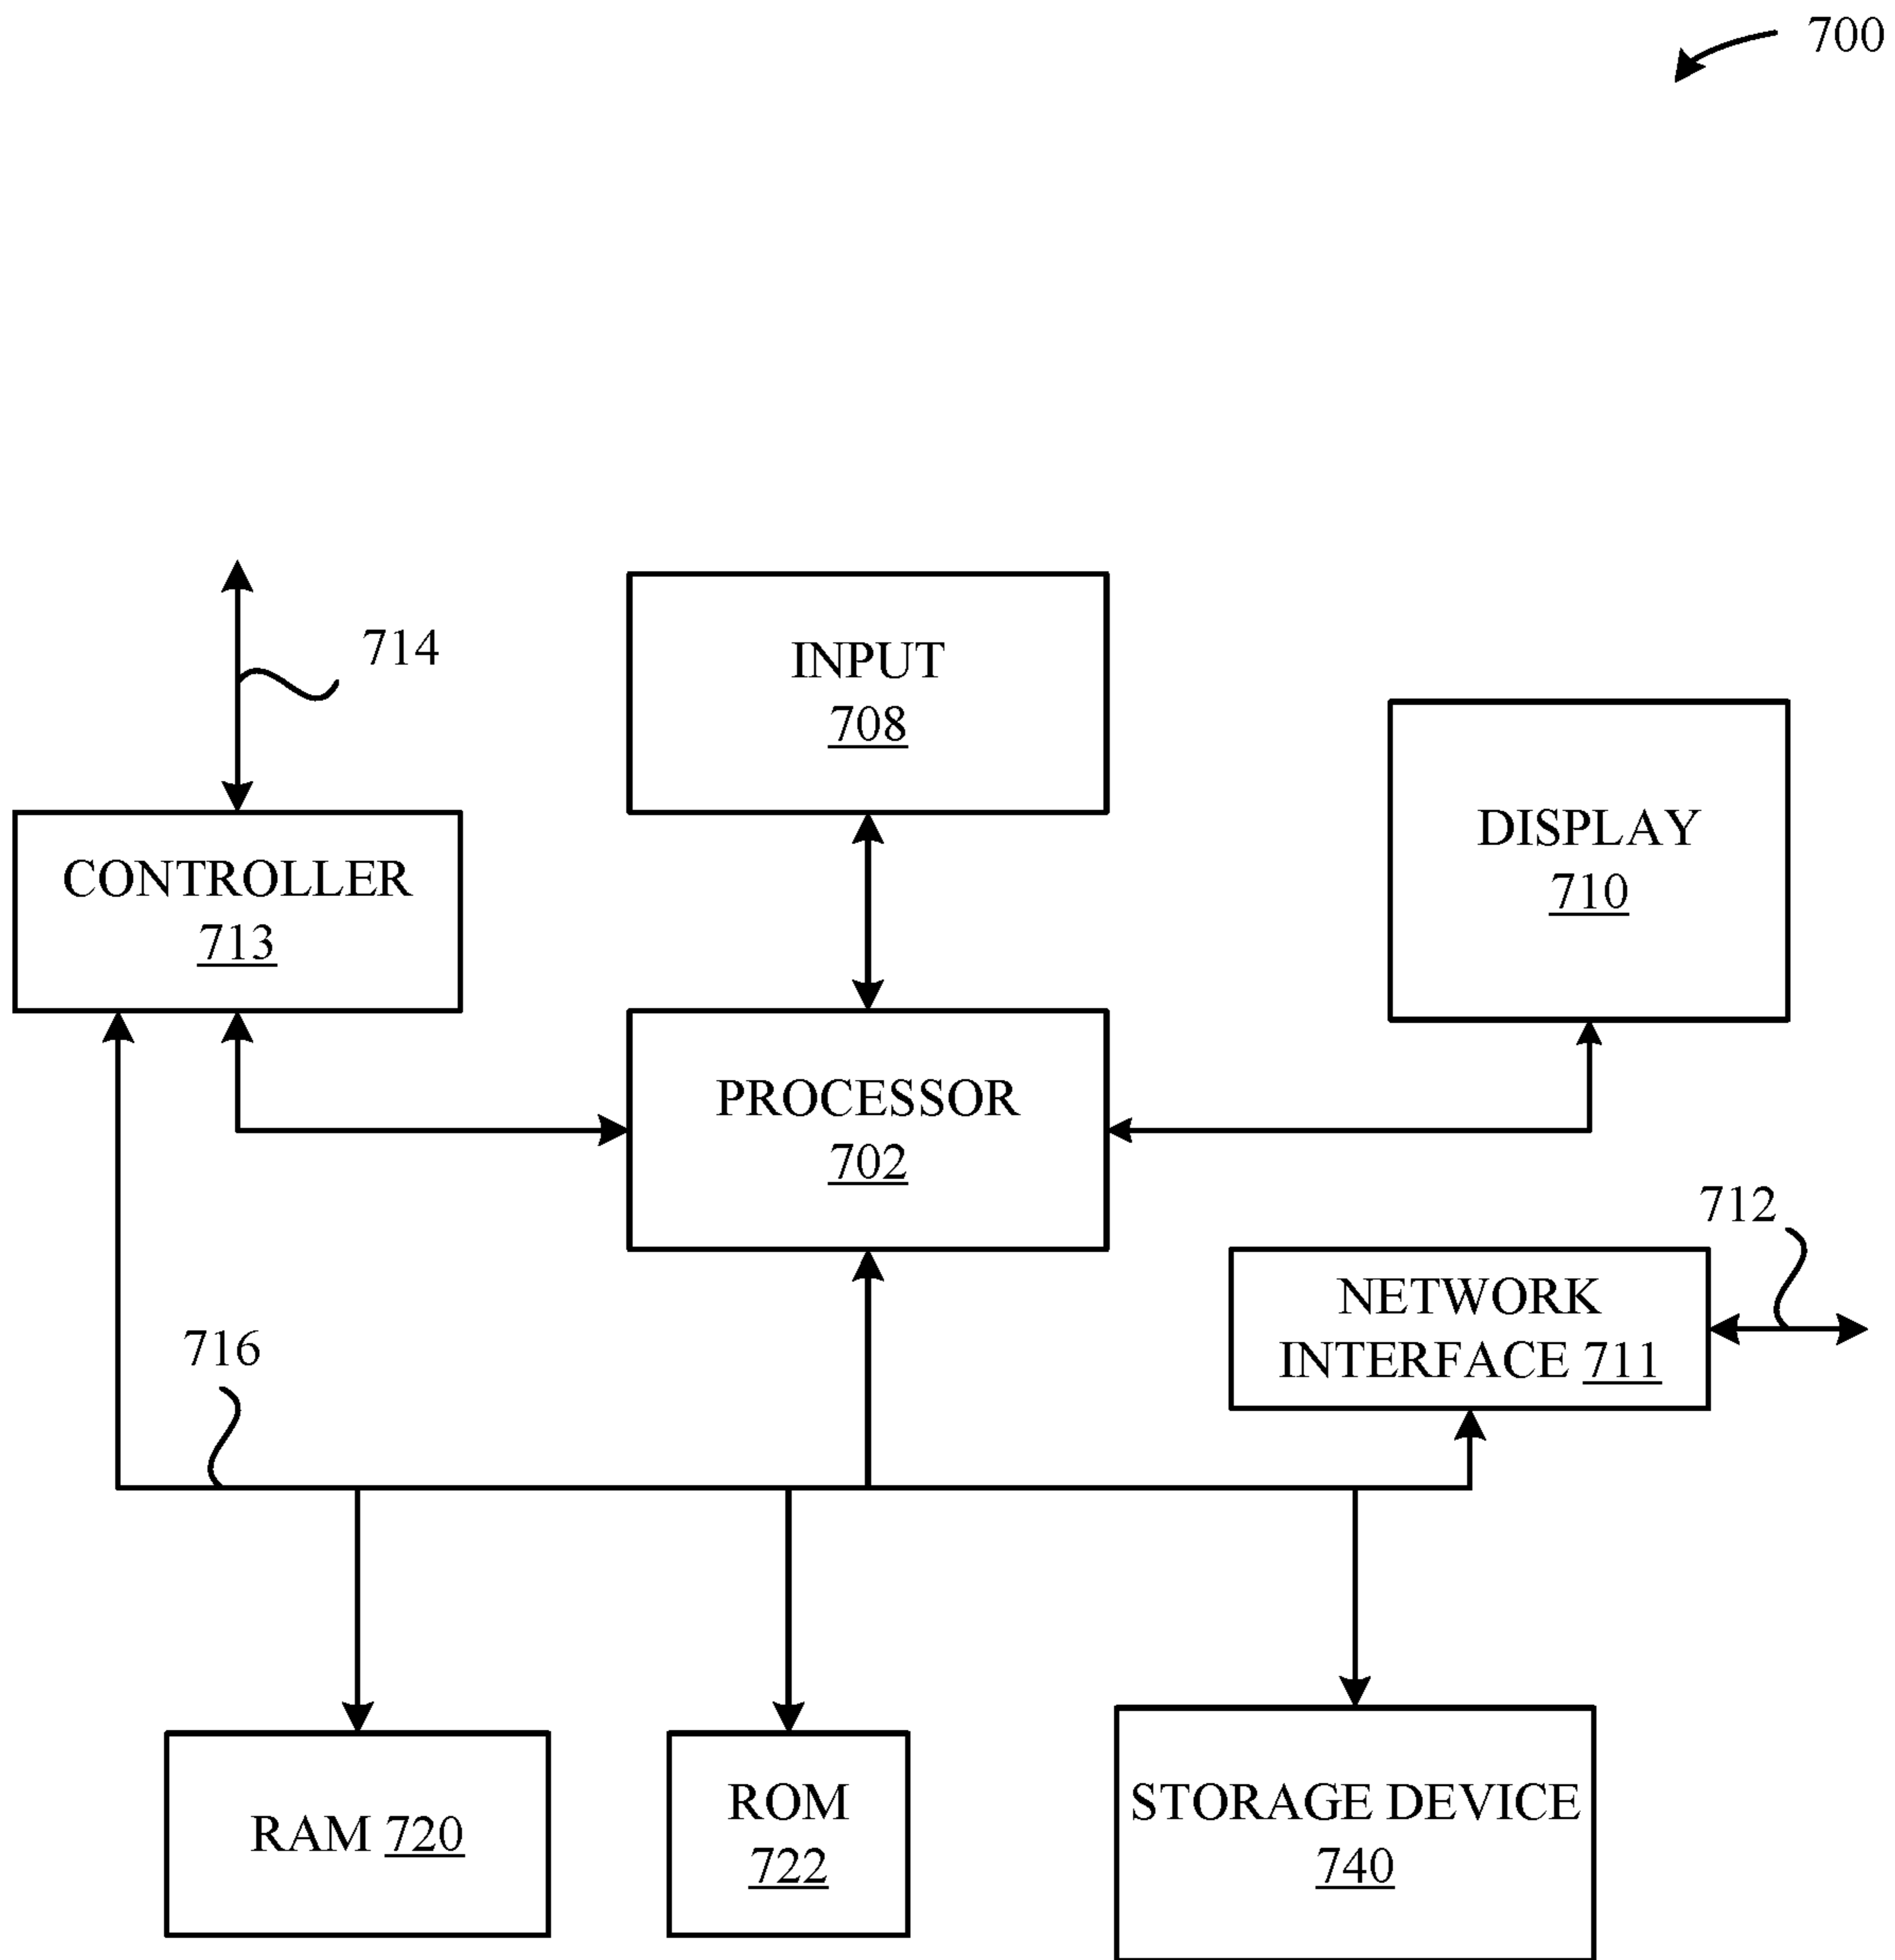 700
714
INPUT
708
DISPLAY
710
CONTROLLER
713
PROCESSOR
702
712
NETWORK
INTERFACE 711
716
RAM 720
ROM
722
STORAGE DEVICE
740